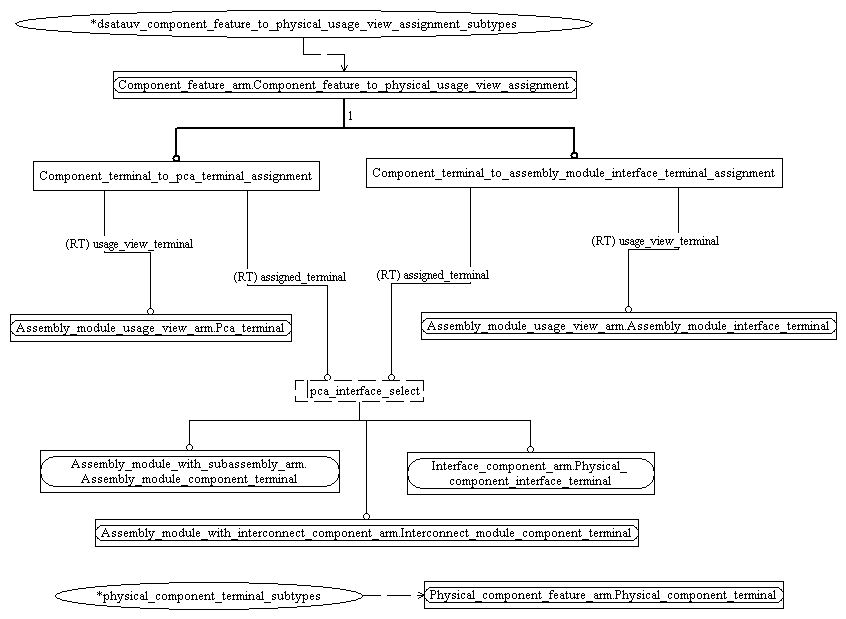 *dsatauv_component_feature_to_physical_usage_view_assignment_subtypes
Component_feature_arm.Component_feature_to_physical_usage_view_assignment
1
Component_terminal_to_pca_terminal_assignment
Component_terminal_to_assembly_module_interface_terminal_assignment
(RT) usage_view_terminal
(RT) usage_view_terminal
(RT) assigned_terminal
(RT) assigned_terminal
Assembly_module_usage_view_arm.Pca_terminal
Assembly_module_usage_view_arm.Assembly_module_interface_terminal
pca_interface_select
Assembly_module_with_subassembly_arm.
Assembly_module_component_terminal
Interface_component_arm.Physical_
component_interface_terminal
Assembly_module_with_interconnect_component_arm.Interconnect_module_component_terminal
*physical_component_terminal_subtypes
Physical_component_feature_arm.Physical_component_terminal